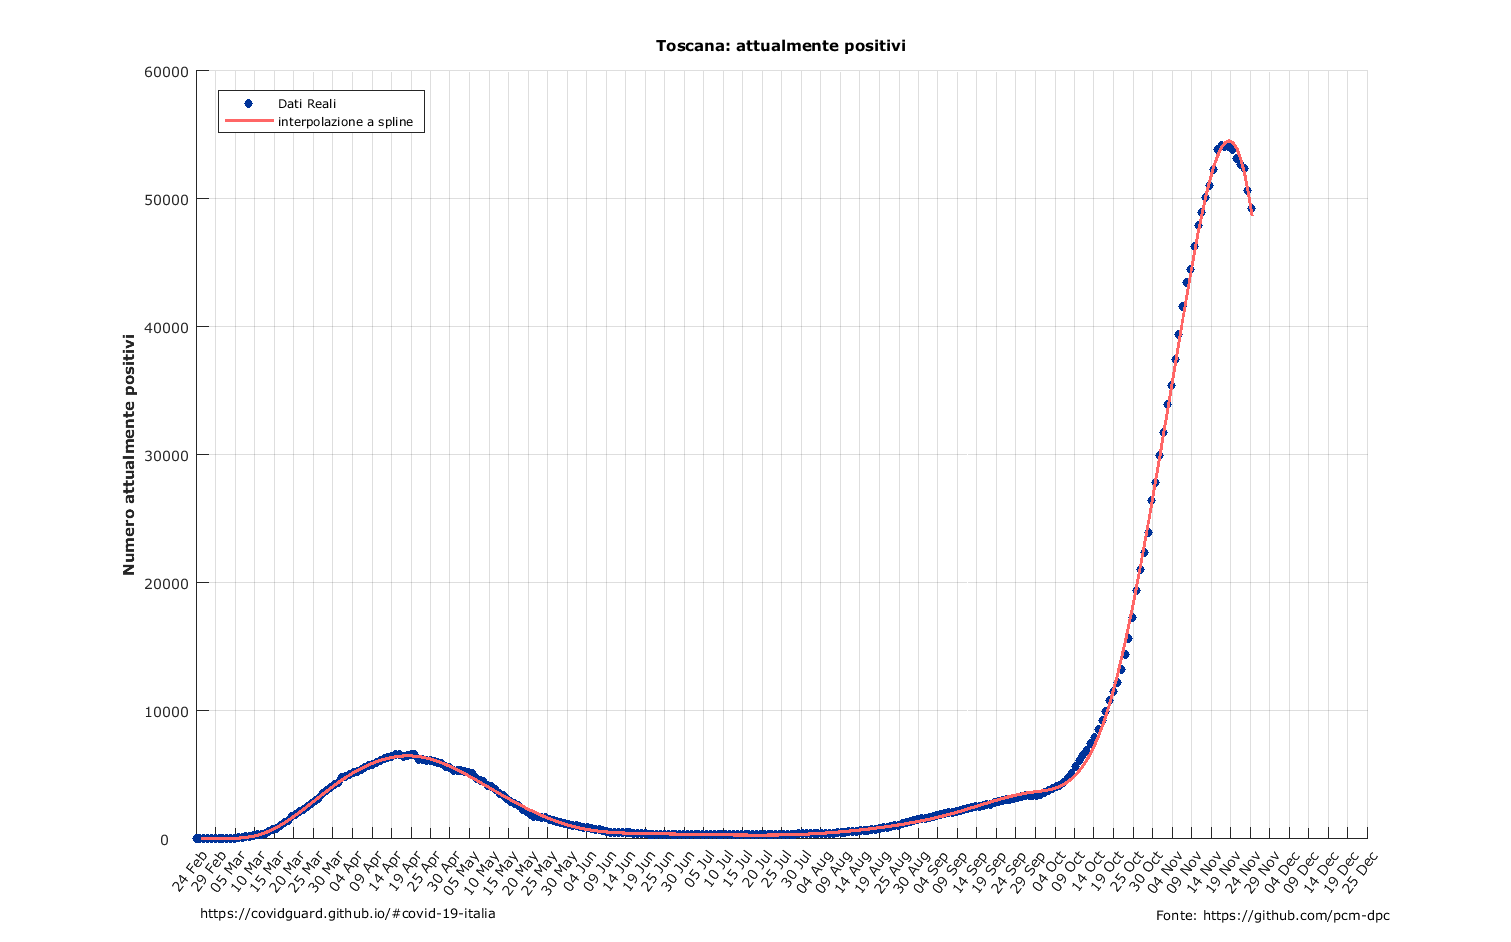 Toscana: attualmente positivi
60000
50000
40000
30000
20000
10000
0
Numero attualmente positivi
Dati Reali
interpolazione a spline
24 Feb
29 Feb
05 Mar
10 Mar
15 Mar
20 Mar
25 Mar
30 Mar
04 Apr
09 Apr
14 Apr
19 Apr
25 Apr
30 Apr
05 May
10 May
15 May
20 May
25 May
30 May
04 Jun
09 Jun
14 Jun
19 Jun
25 Jun
30 Jun
05 Jul
10 Jul
15 Jul
20 Jul
25 Jul
30 Jul
04 Aug
09 Aug
14 Aug
19 Aug
25 Aug
30 Aug
04 Sep
09 Sep
14 Sep
19 Sep
24 Sep
29 Sep
04 Oct
09 Oct
14 Oct
19 Oct
25 Oct
30 Oct
04 Nov
09 Nov
14 Nov
19 Nov
24 Nov
29 Nov
04 Dec
09 Dec
14 Dec
19 Dec
25 Dec
https://covidguard.github.io/#covid-19-italia
Fonte: https://github.com/pcm-dpc